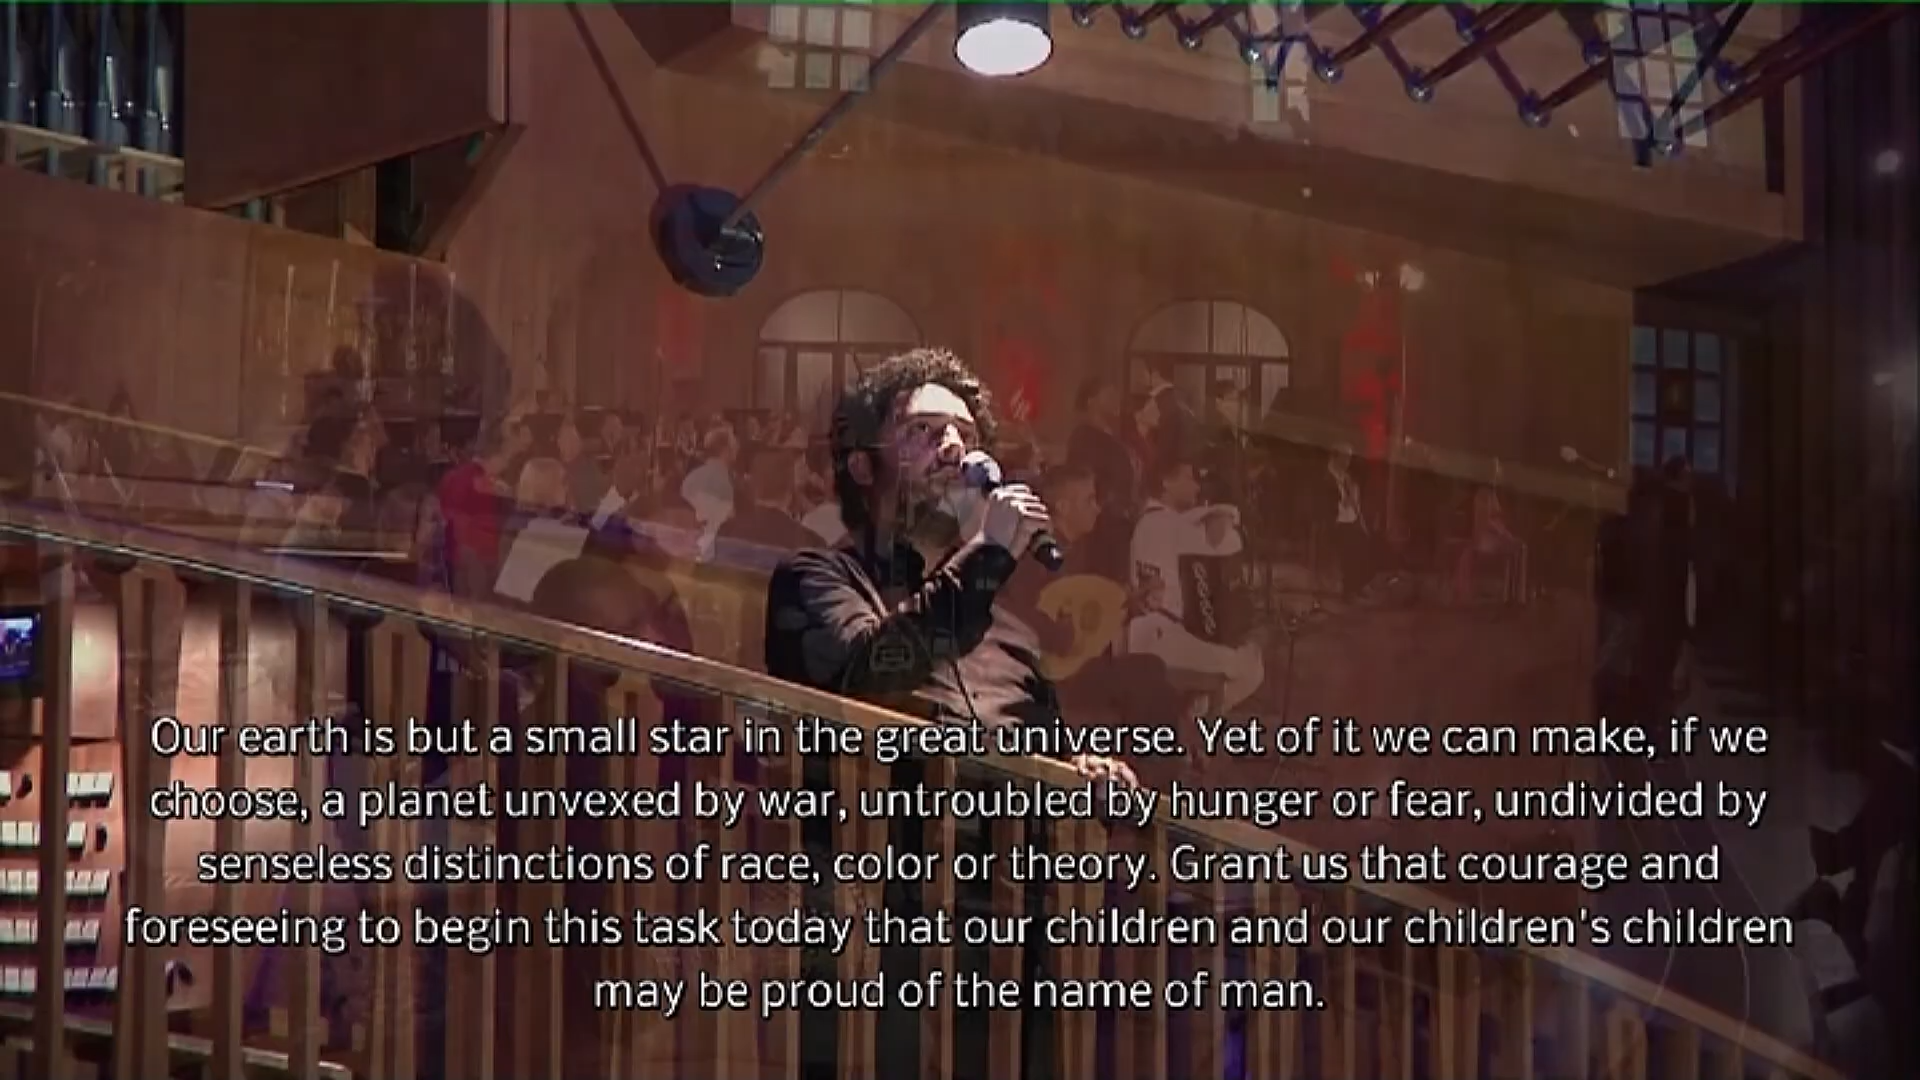 Our earth is but a small star in the great universe. Yet of it we can make, if we
choose, a planet unvexed by war, untroubled by hunger or fear, undivided by
senseless distinctions of race, color or theory. Grant us that courage and
foreseeing to begin this task today that our children and our children's children
may be proud of the name of man.